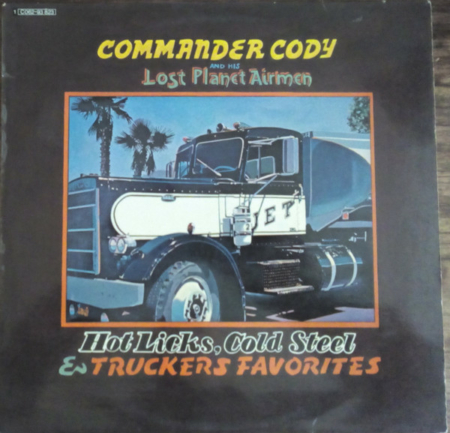 COMMANDER CODY
AND HIS
Lost Planet Airmen
JET
Hot Licks, Cold Steel
& TRUCKERS FAVORITES